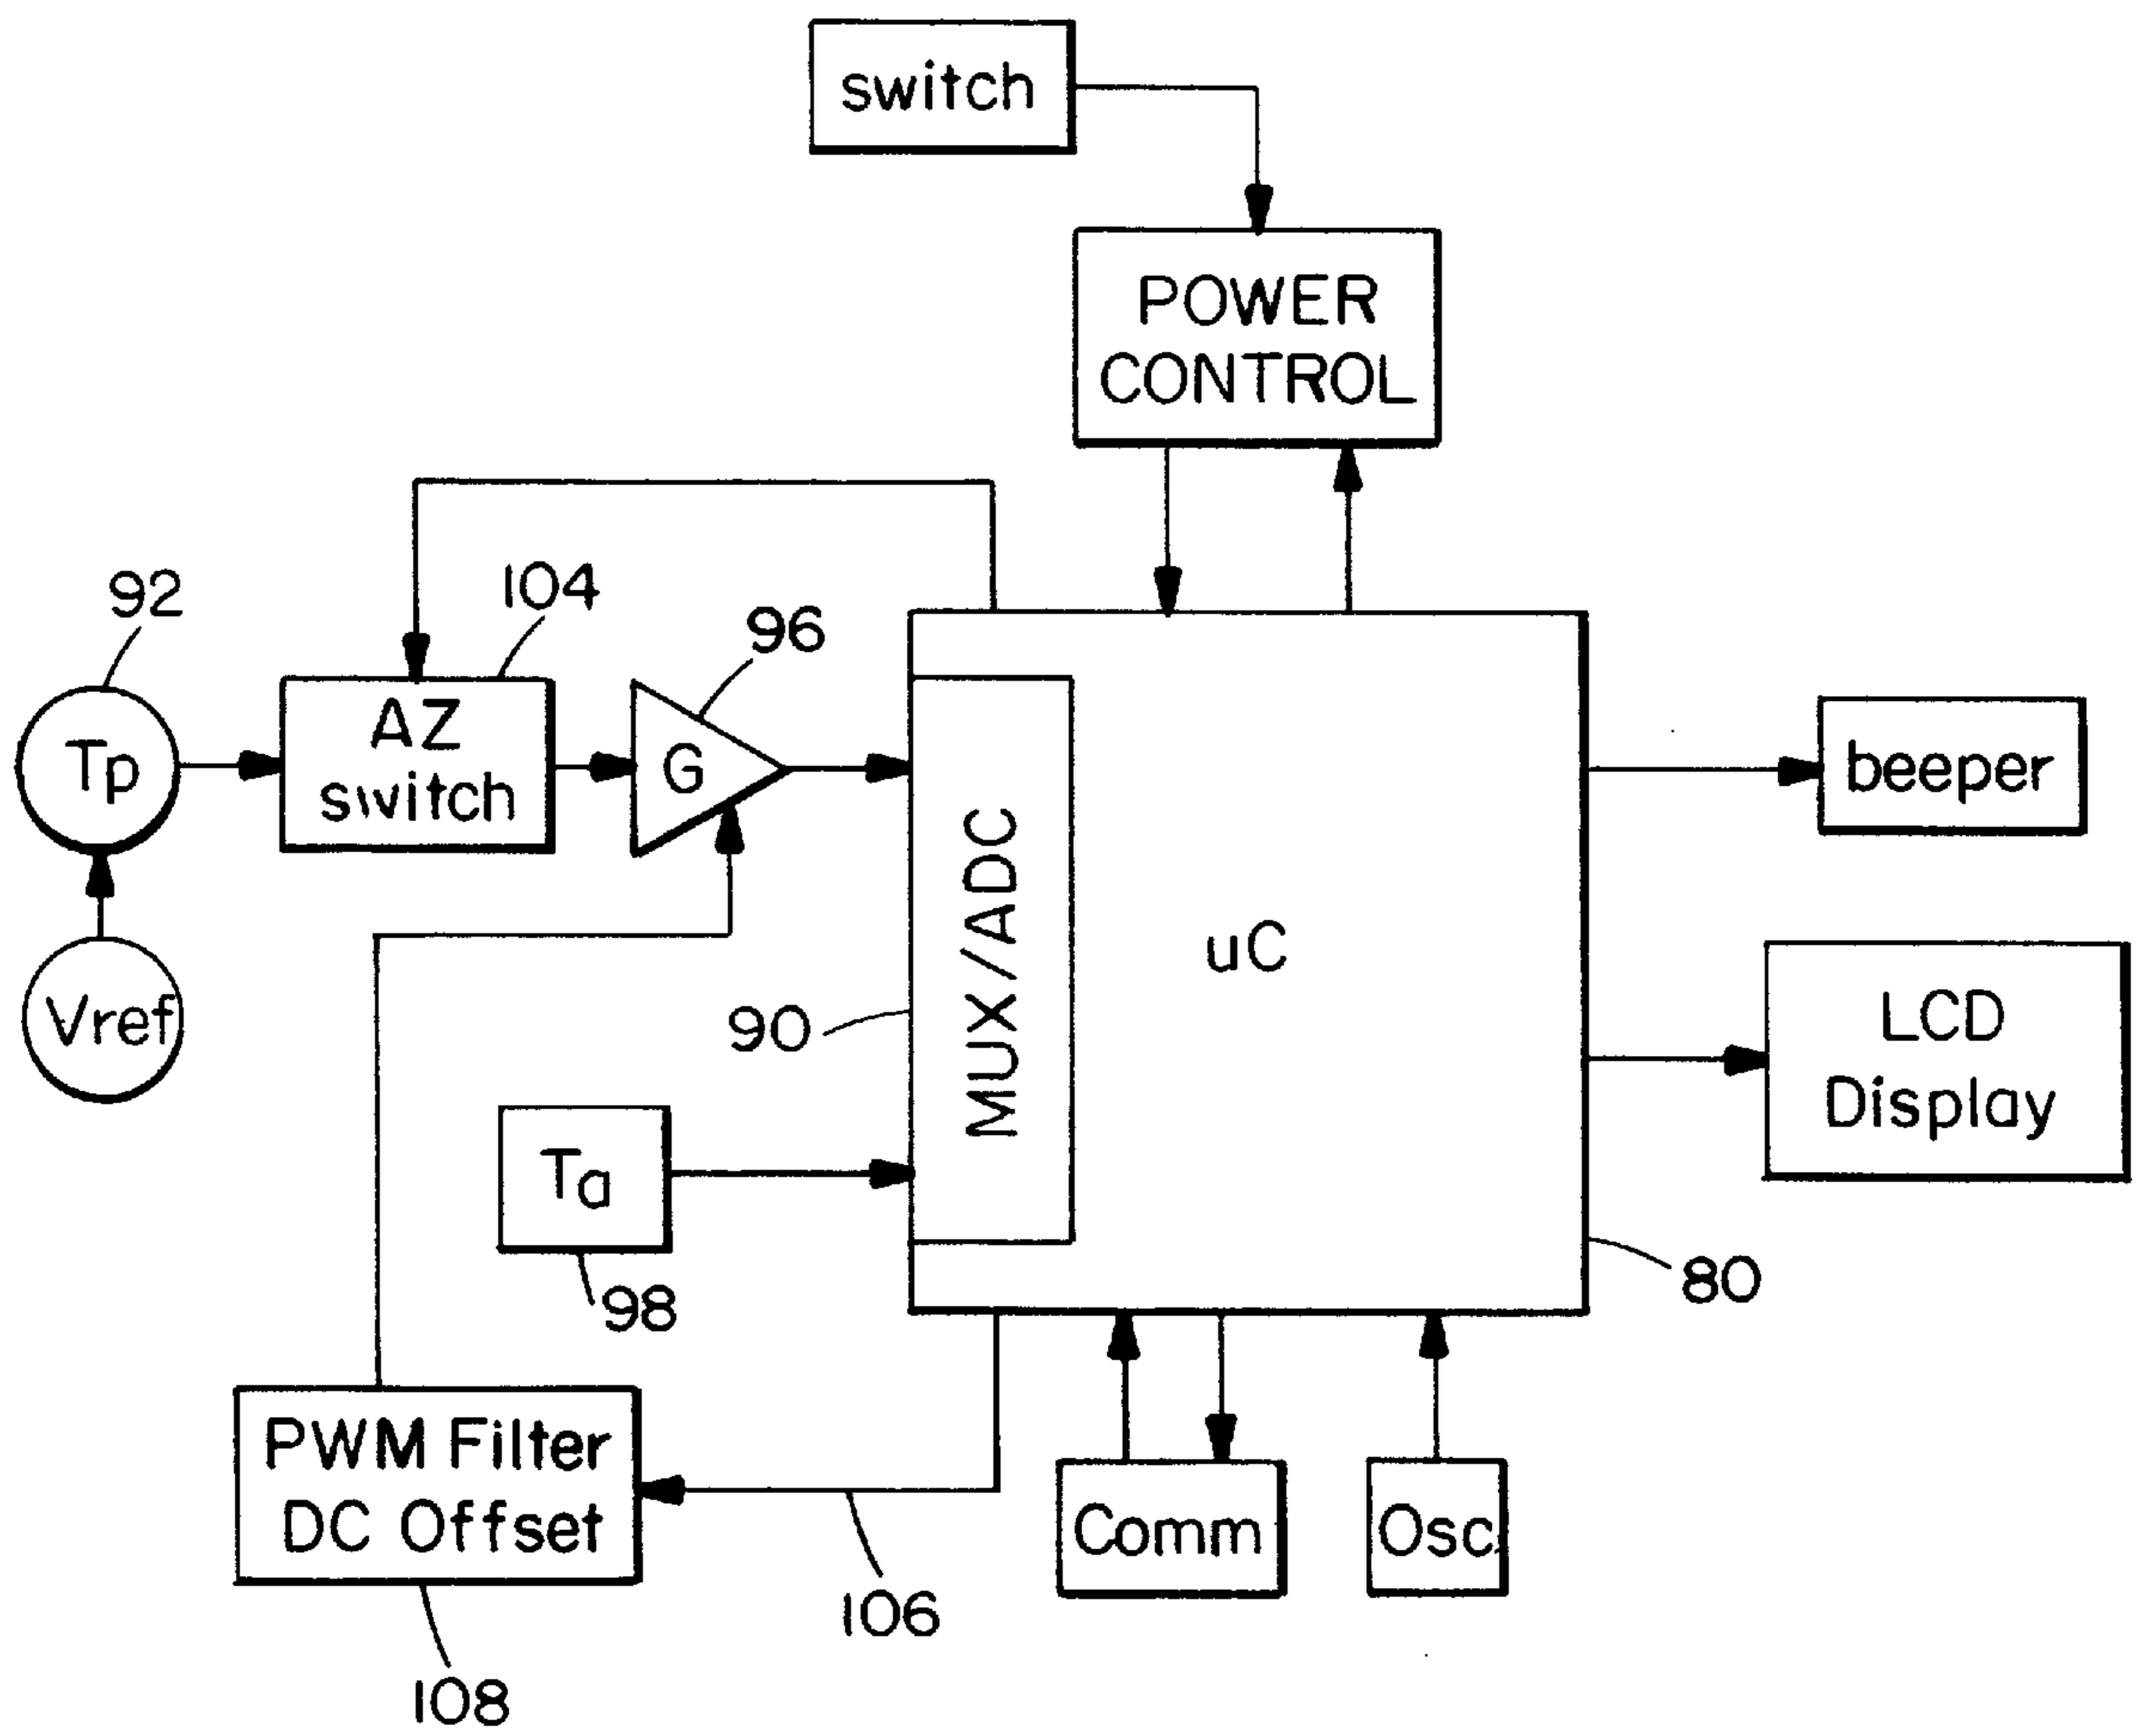 switch
POWER
CONTROL
92
104
96
Tp
AZ
switch
G
beeper
Vref
MUX/ADC
uC
90
LCD
Display
Ta
98
80
PWM Filter
DC Offset
Comm
Osc.
106
108